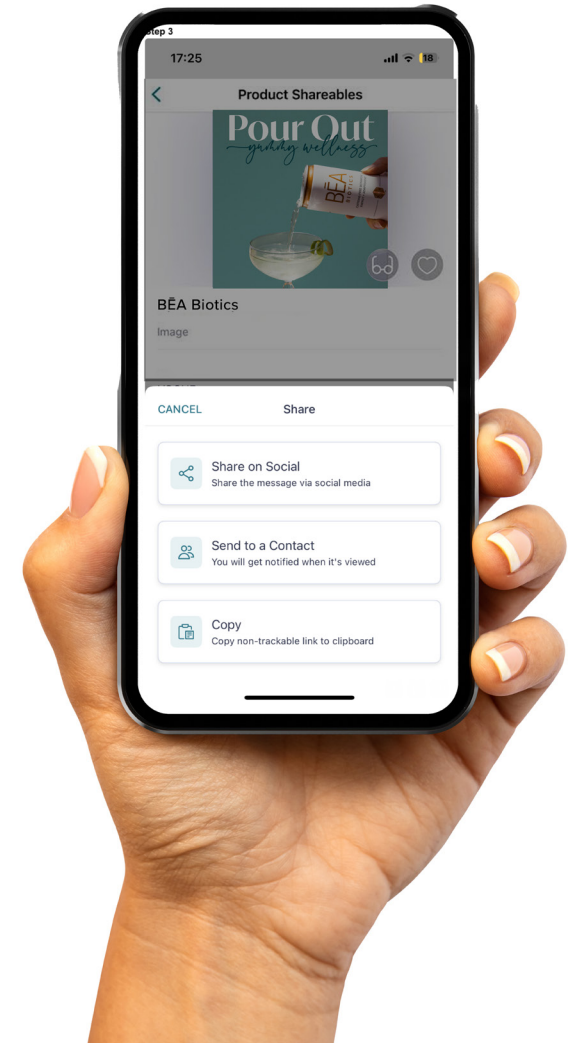 Step 3
17:25
18
Product Shareables
Pour Out
yummy wellness
BĒA
BIOTICS
BĒA Biotics
Image
CANCEL
Share
Share on Social
Share the message via social media
Send to a Contact
You will get notified when it's viewed
Copy
Copy non-trackable link to clipboard